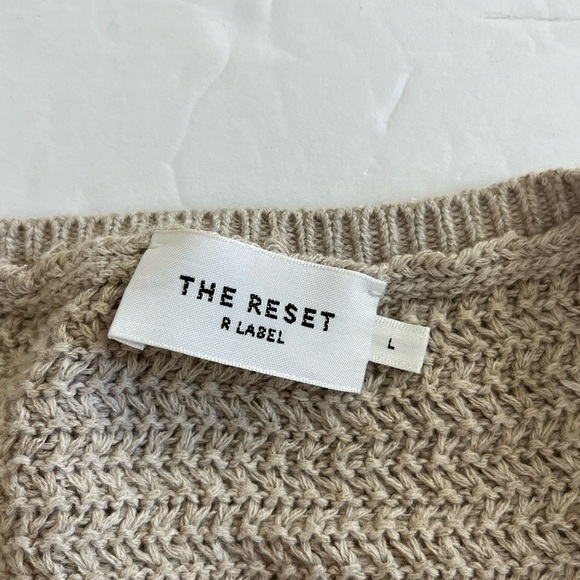 THE RESET
R LABEL
L